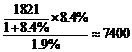 1821/(1+8.4%) × 8.4% / 1.9% ≈ 7400